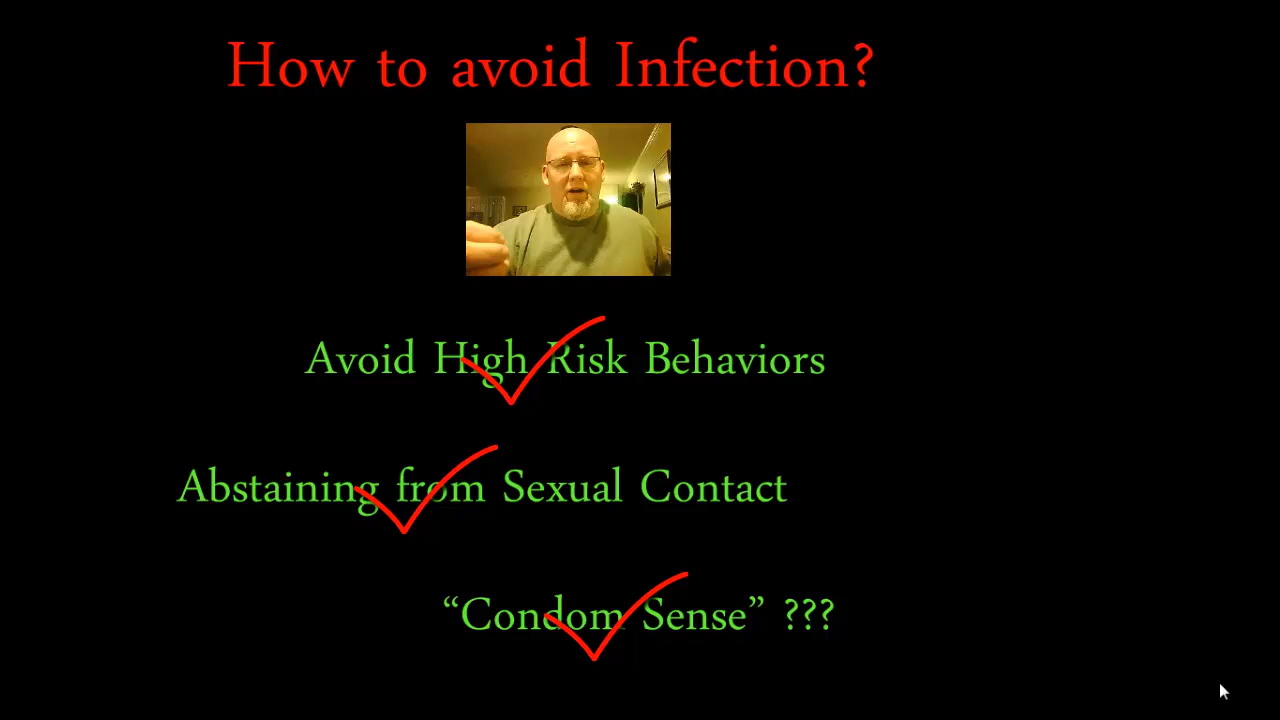 How to avoid Infection?
Avoid High Risk Behaviors
Abstaining from Sexual Contact
“Condom Sense” ???